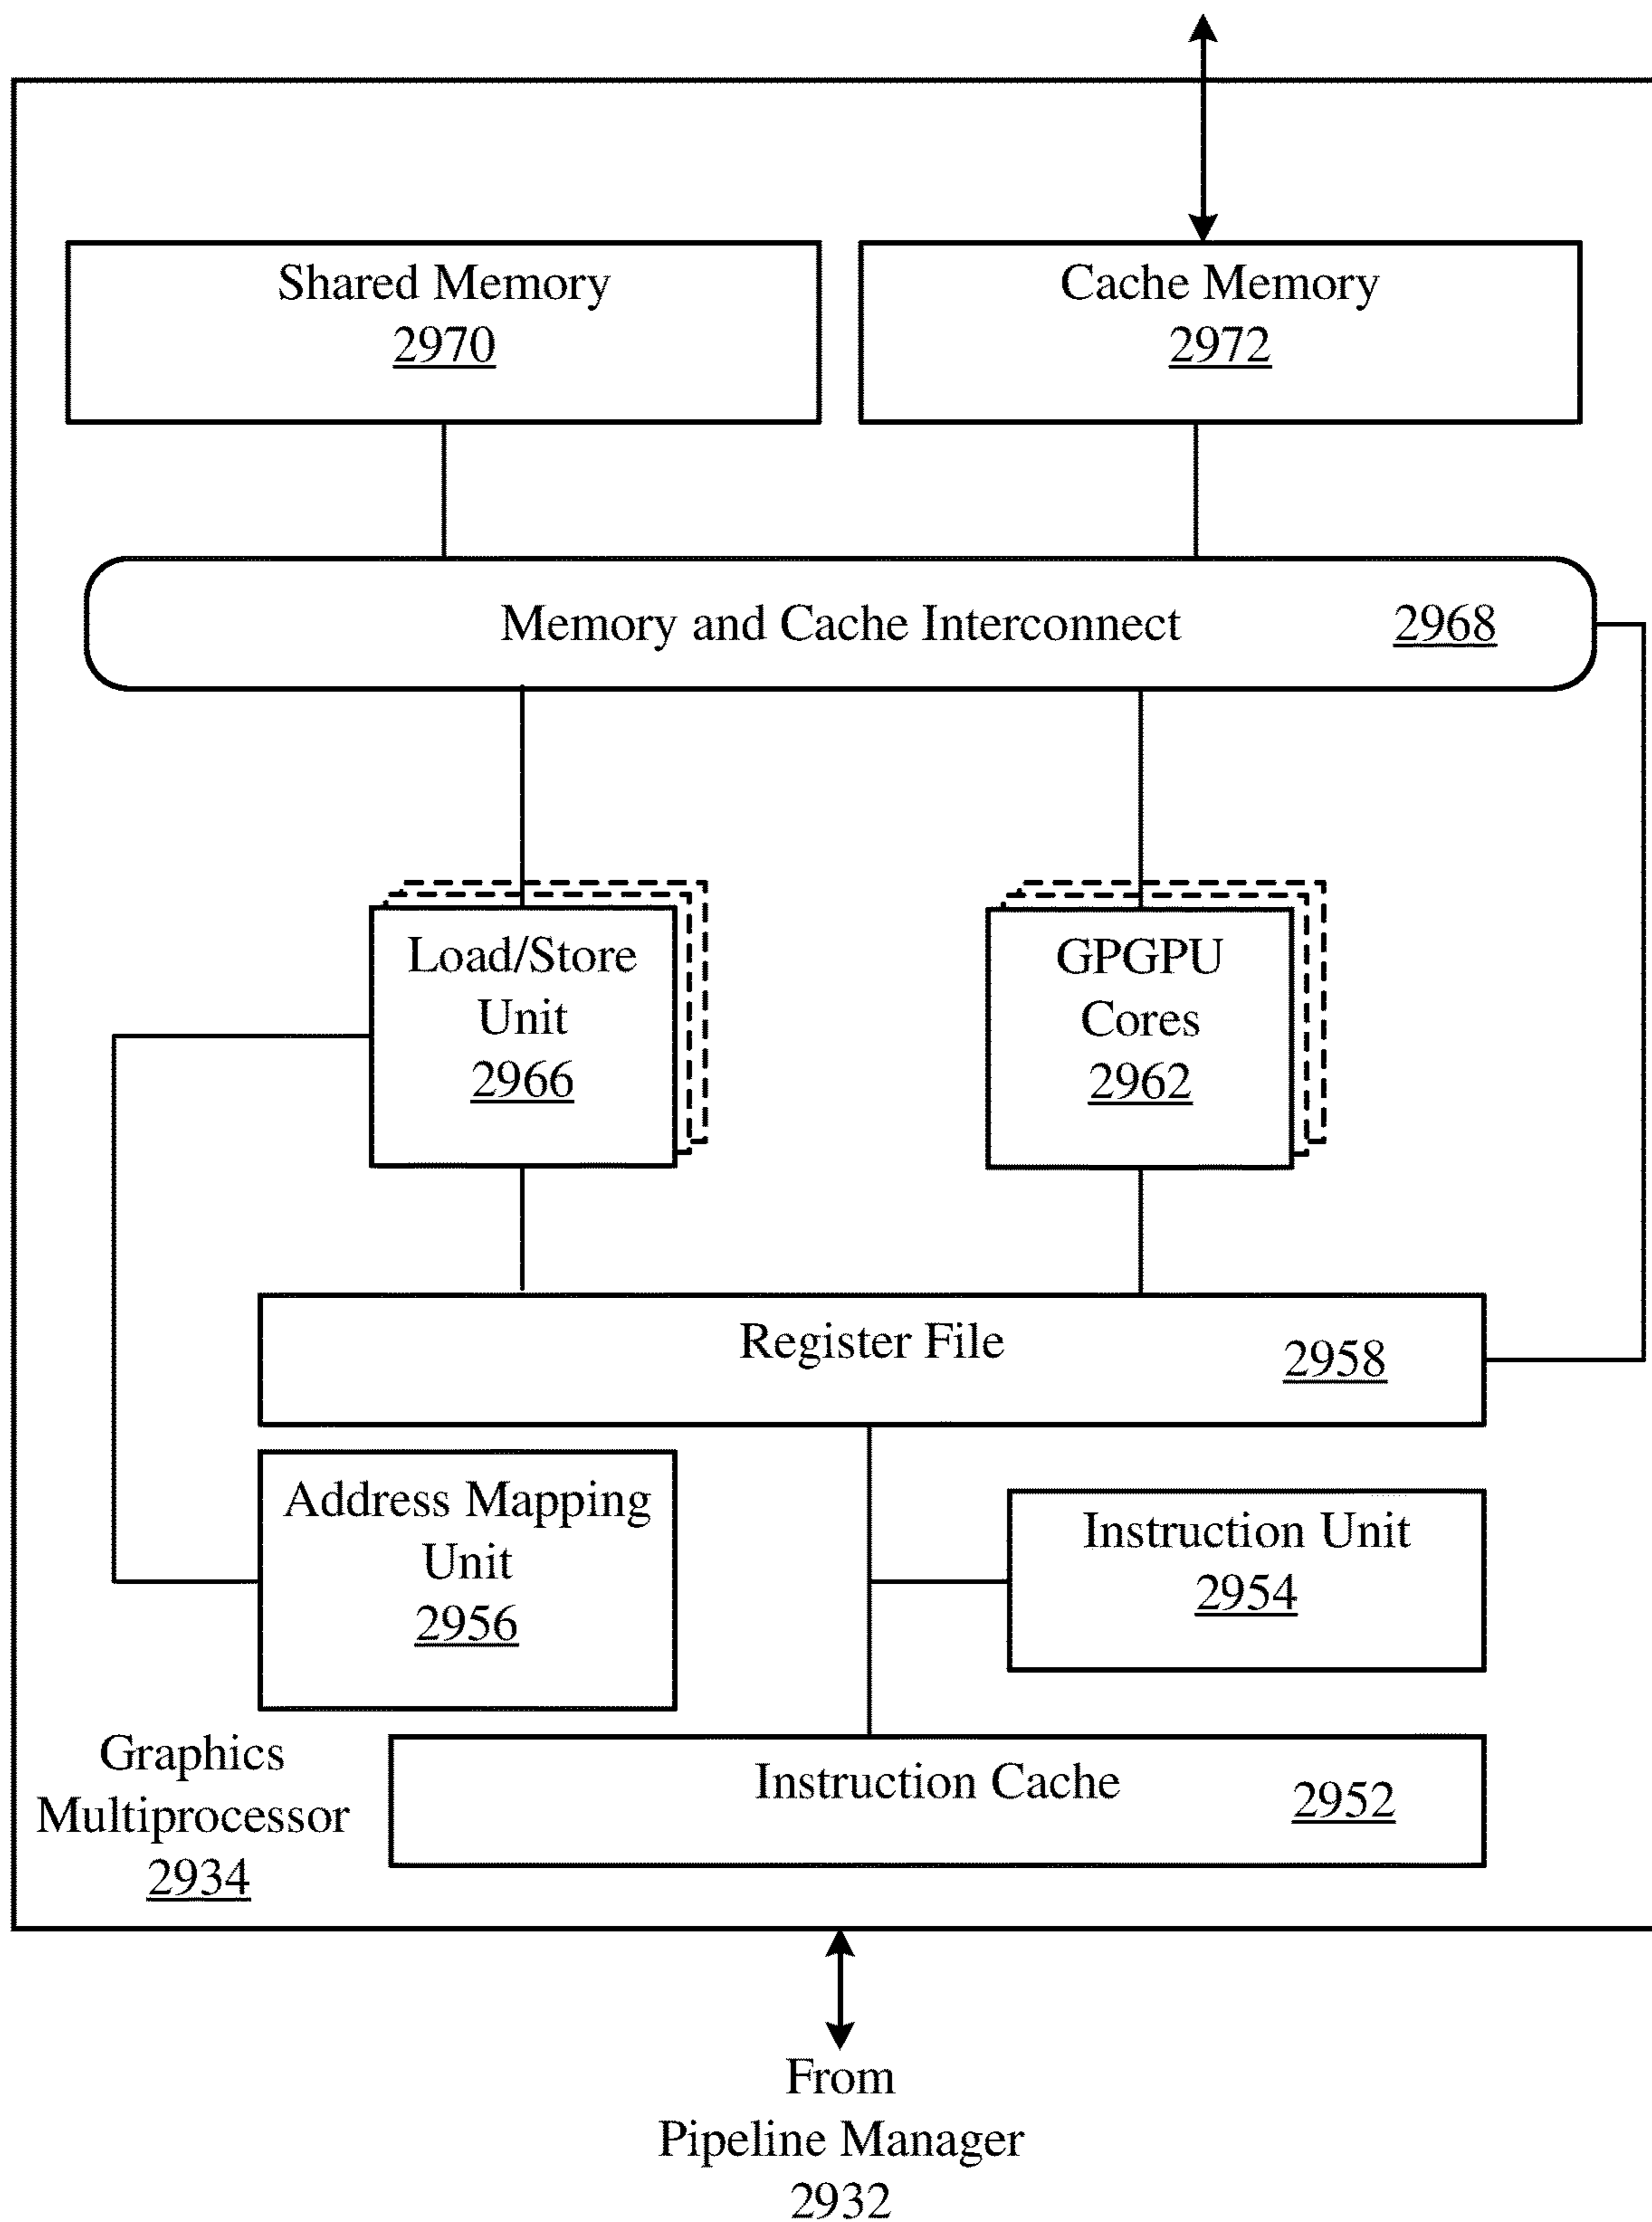 Shared Memory
2970
Cache Memory
2972
Memory and Cache Interconnect 2968
Load/Store
Unit
2966
GPGPU
Cores
2962
Register File 2958
Address Mapping
Unit
2956
Instruction Unit
2954
Graphics
Multiprocessor
2934
Instruction Cache 2952
From
Pipeline Manager
2932